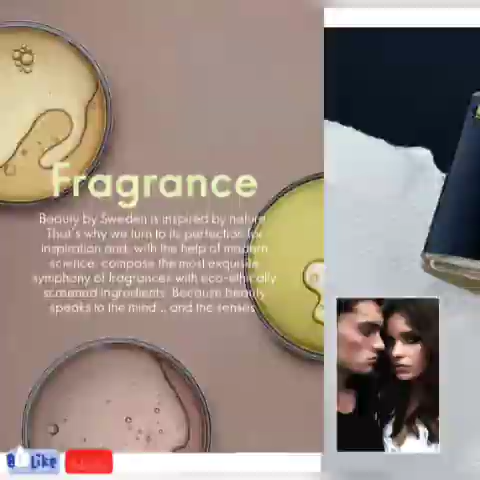 Fragrance
Beauty by Sweden is inspired by nature.
That's why we turn to its perfection for
inspiration and, with the help of modern
science, compose the most exquisite
symphony of fragrances with eco-ethically
screened ingredients. Because beauty
speaks to the mind... and the senses
Like